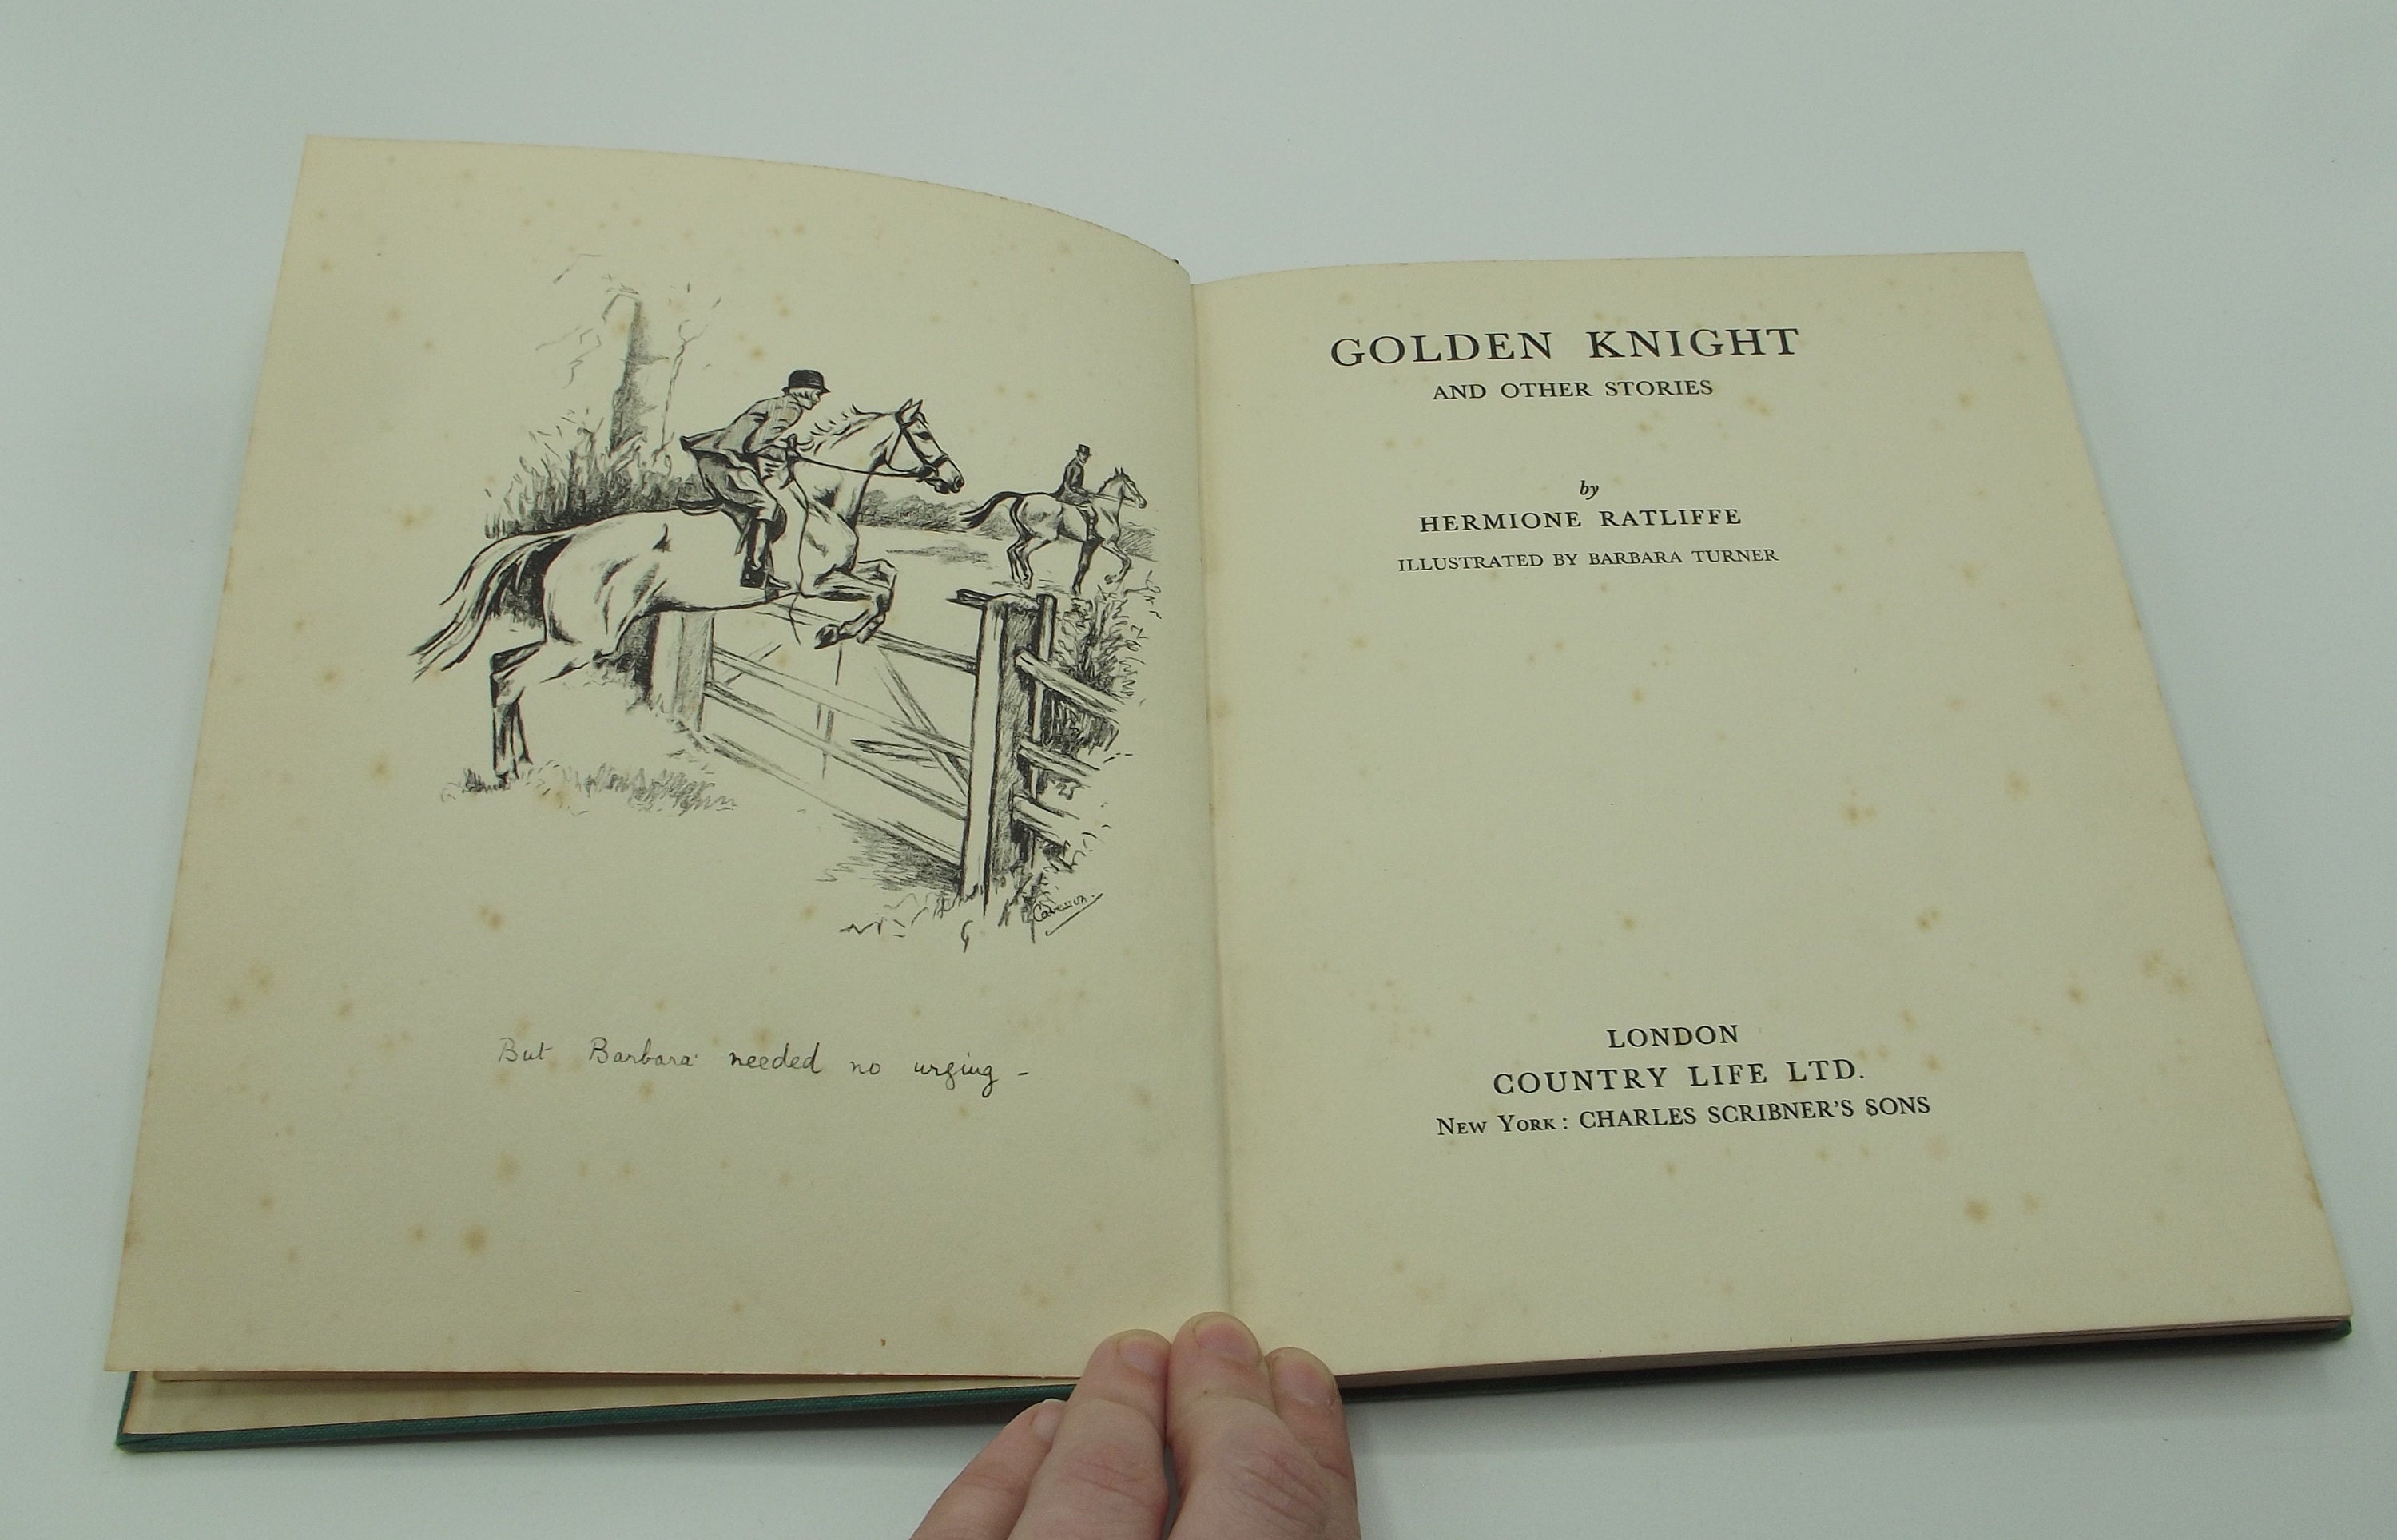 Cavesson.
But Barbara needed no urging -
GOLDEN KNIGHT
AND OTHER STORIES
by
HERMIONE RATLIFFE
ILLUSTRATED BY BARBARA TURNER
LONDON
COUNTRY LIFE LTD.
NEW YORK: CHARLES SCRIBNER'S SONS